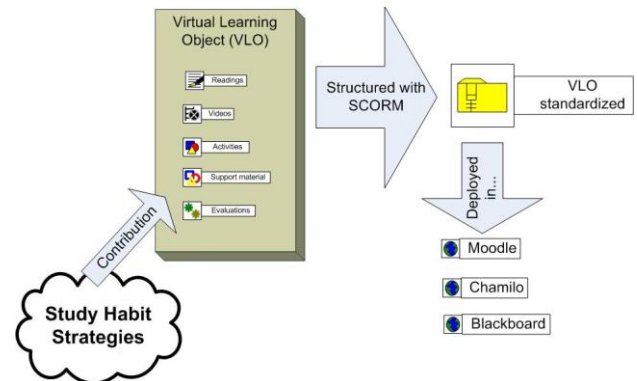 Virtual Learning
Object (VLO)
Readings
Videos
Activities
Support material
Evaluations
Contribution
Study Habit
Strategies
Structured with
SCORM
VLO
standardized
Deployed
in...
Moodle
Chamilo
Blackboard